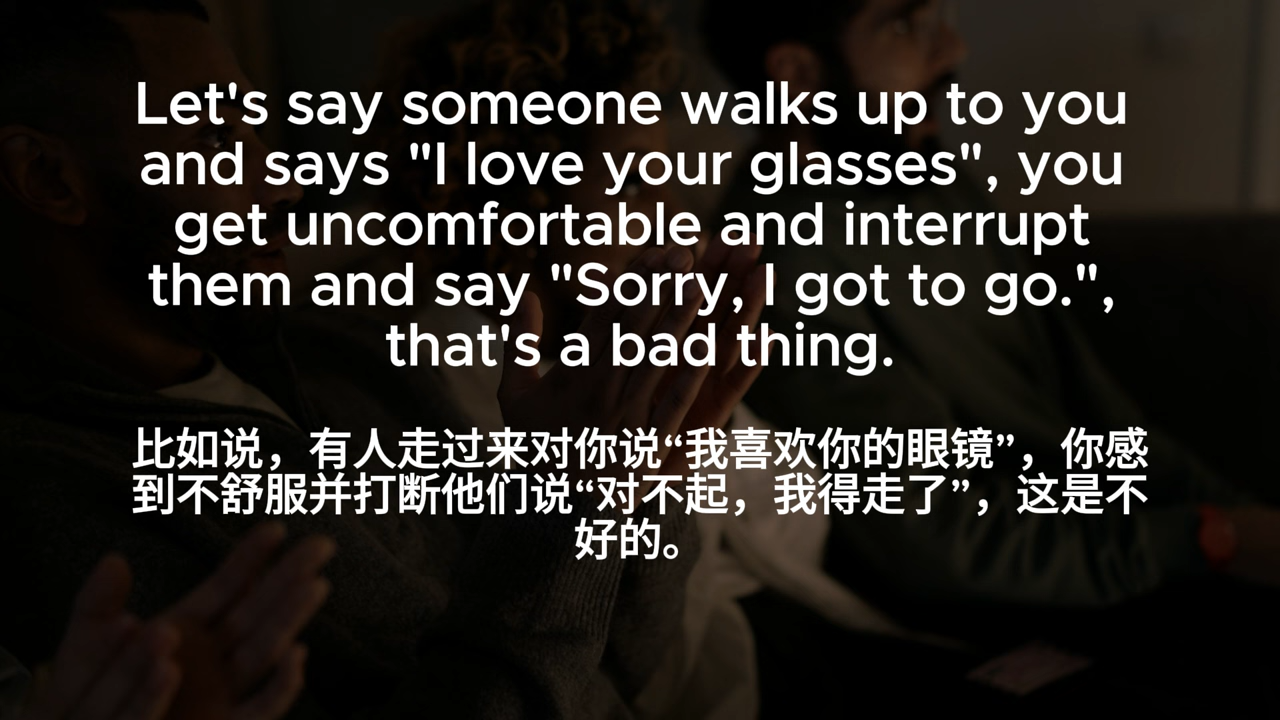 Let's say someone walks up to you
and says "I love your glasses", you
get uncomfortable and interrupt
them and say "Sorry, I got to go.",
that's a bad thing.
比如说，有人走过来对你说“我喜欢你的眼镜”，你感
到不舒服并打断他们说“对不起，我得走了”，这是不
好的。